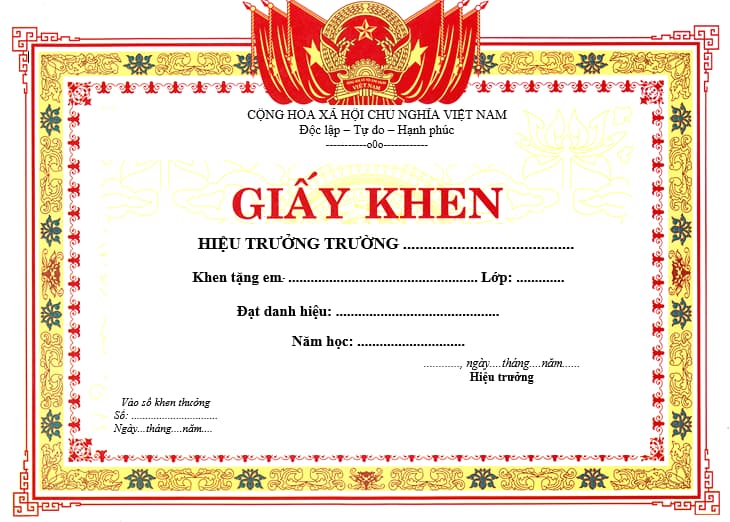 VIỆT NAM
CỘNG HÒA XÃ HỘI CHỦ NGHĨA VIỆT NAM
Độc lập – Tự do – Hạnh phúc
-----------o0o------------
GIẤY KHEN
HIỆU TRƯỞNG TRƯỜNG .........................................
Khen tặng em· .................................................... Lớp: .............
Đạt danh hiệu: .............................................
Năm học: .............................
............, ngày....tháng....năm......
Hiệu trưởng
Vào sổ khen thưởng
Số: ...............................
Ngày...tháng....năm....